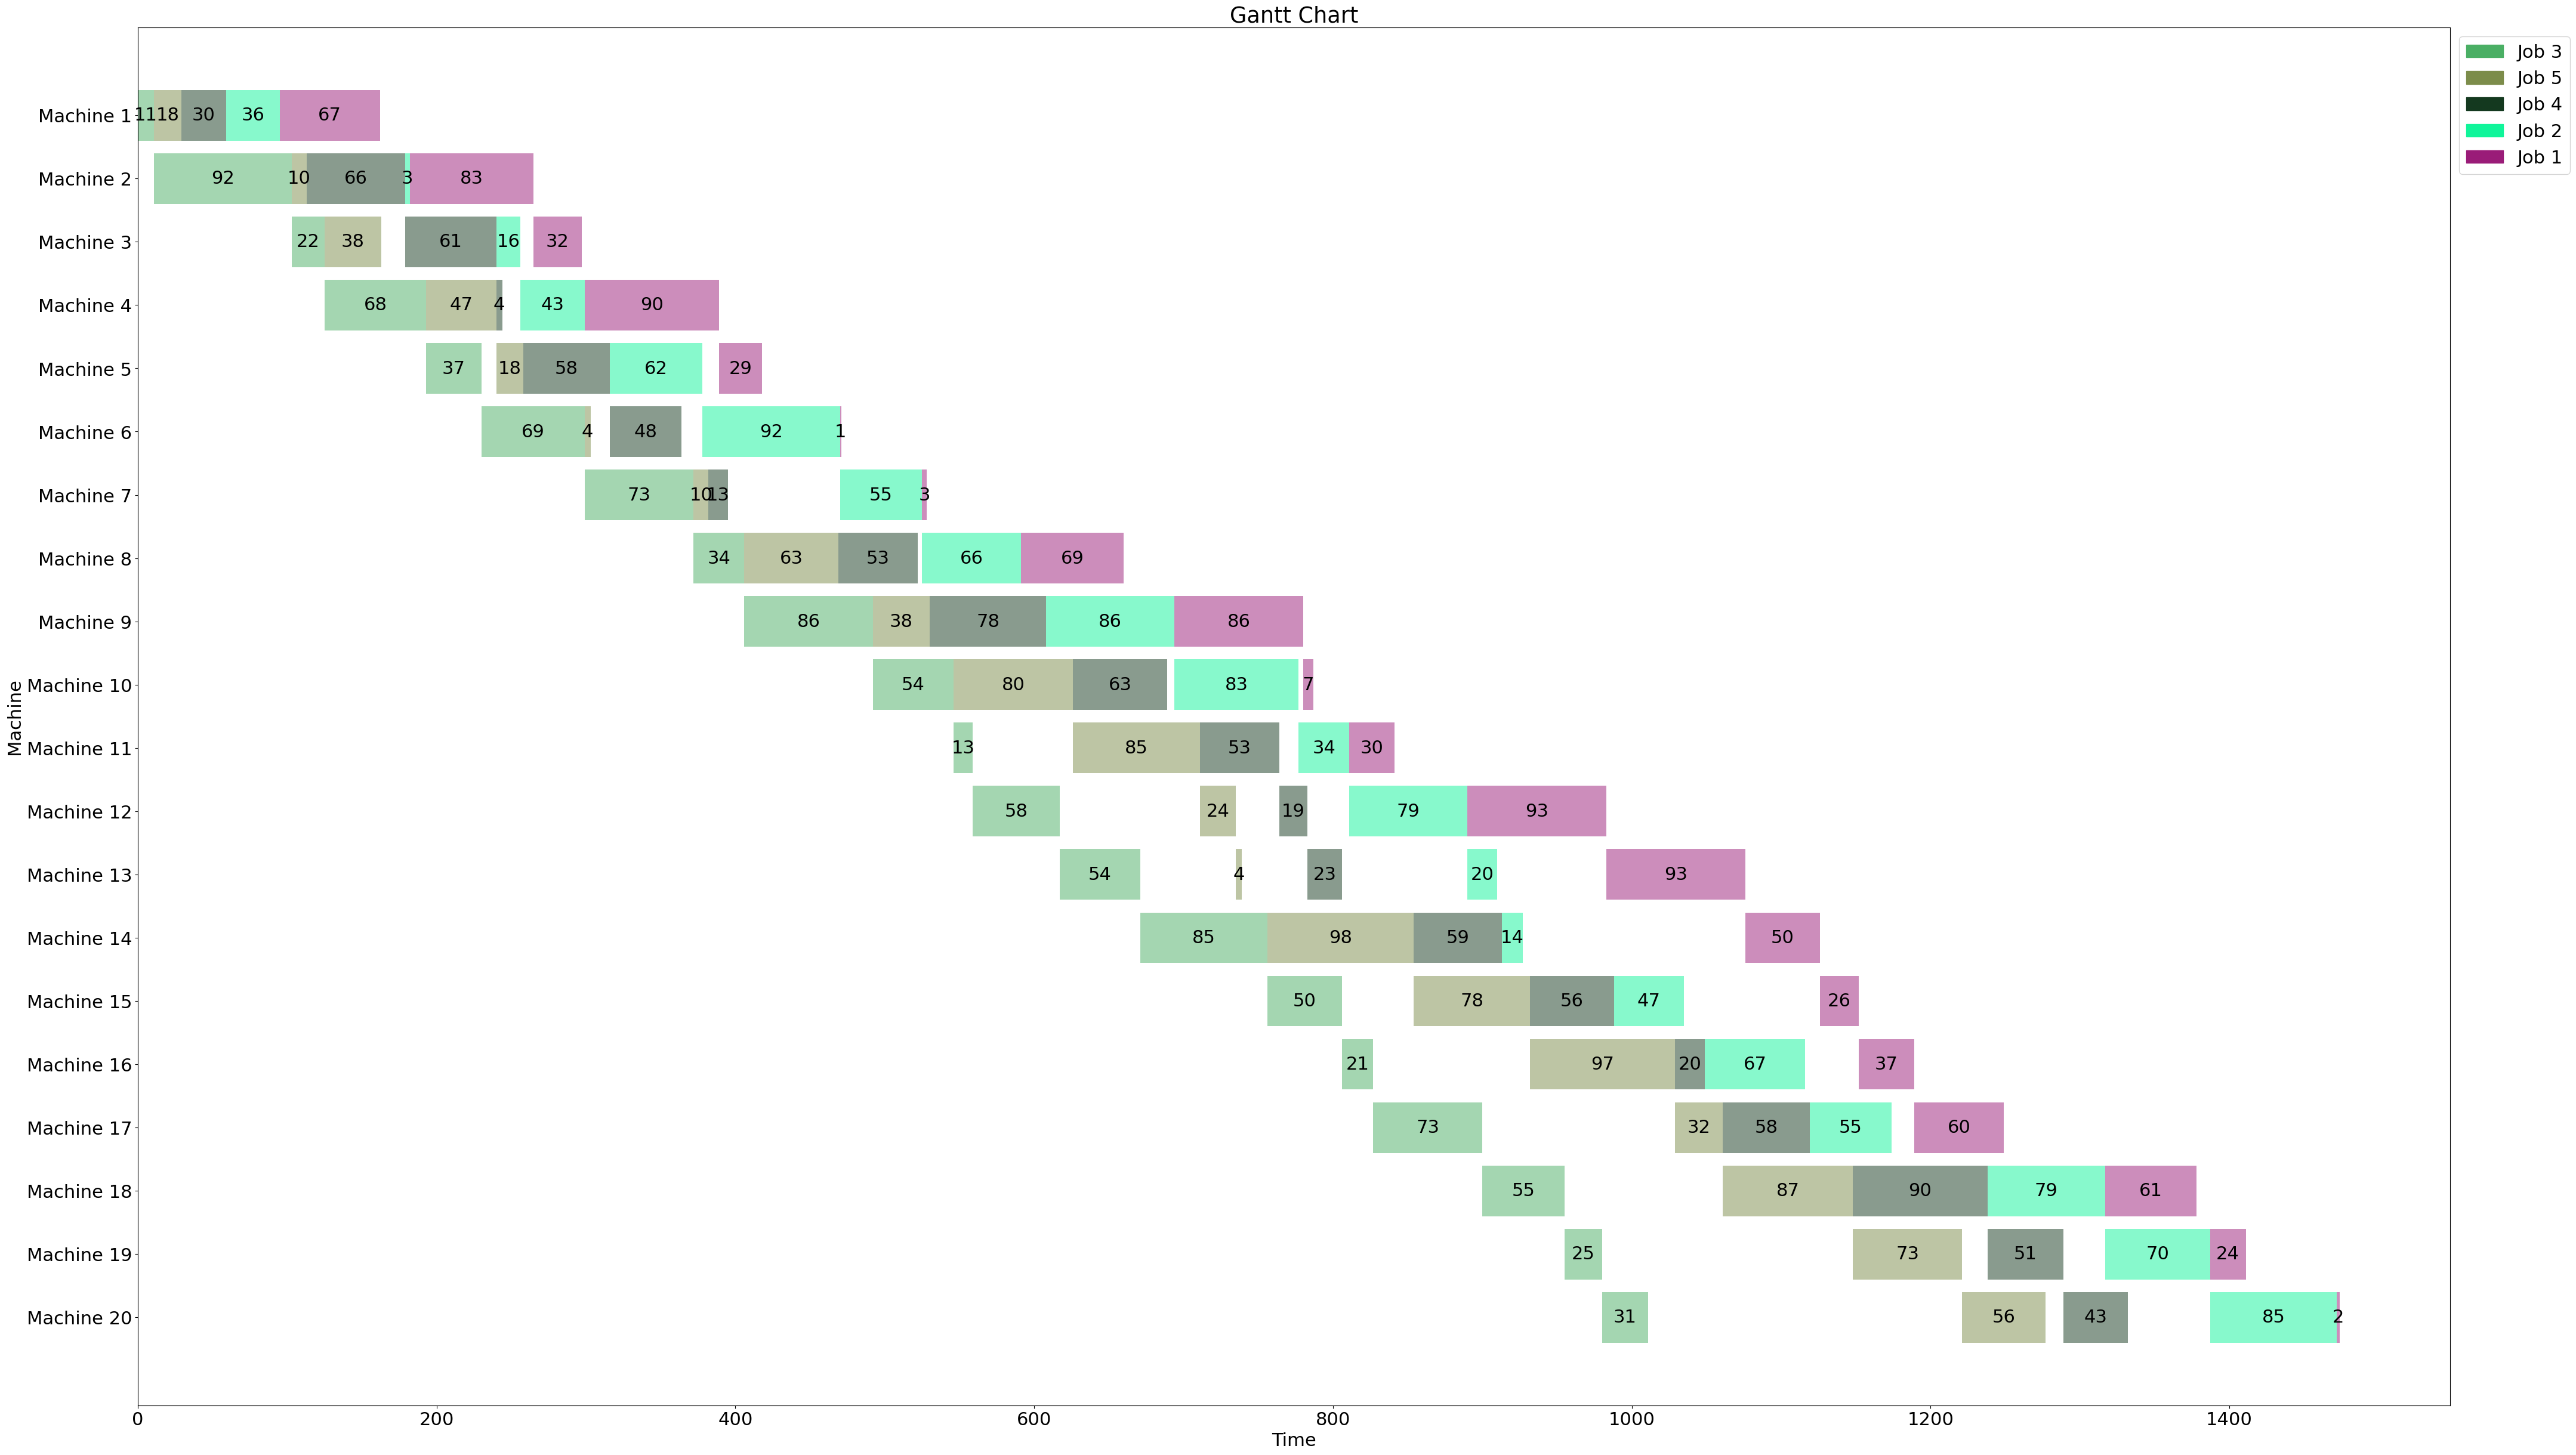 Gantt Chart
Job 3
Job 5
Job 4
Job 2
Job 1
Machine 1 11 18 30 36 67
Machine 2 92 10 66 3 83
Machine 3 22 38 61 16 32
Machine 4 68 47 4 43 90
Machine 5 37 18 58 62 29
Machine 6 69 4 48 92 1
Machine 7 73 10 13 55 3
Machine 8 34 63 53 66 69
Machine 9 86 38 78 86 86
Machine 10 54 80 63 83 7
Machine 11 13 85 53 34 30
Machine 12 58 24 19 79 93
Machine 13 54 4 23 20 93
Machine 14 85 98 59 14 50
Machine 15 50 78 56 47 26
Machine 16 21 97 20 67 37
Machine 17 73 32 58 55 60
Machine 18 55 87 90 79 61
Machine 19 25 73 51 70 24
Machine 20 31 56 43 85 2
Machine
0 200 400 600 800 1000 1200 1400
Time